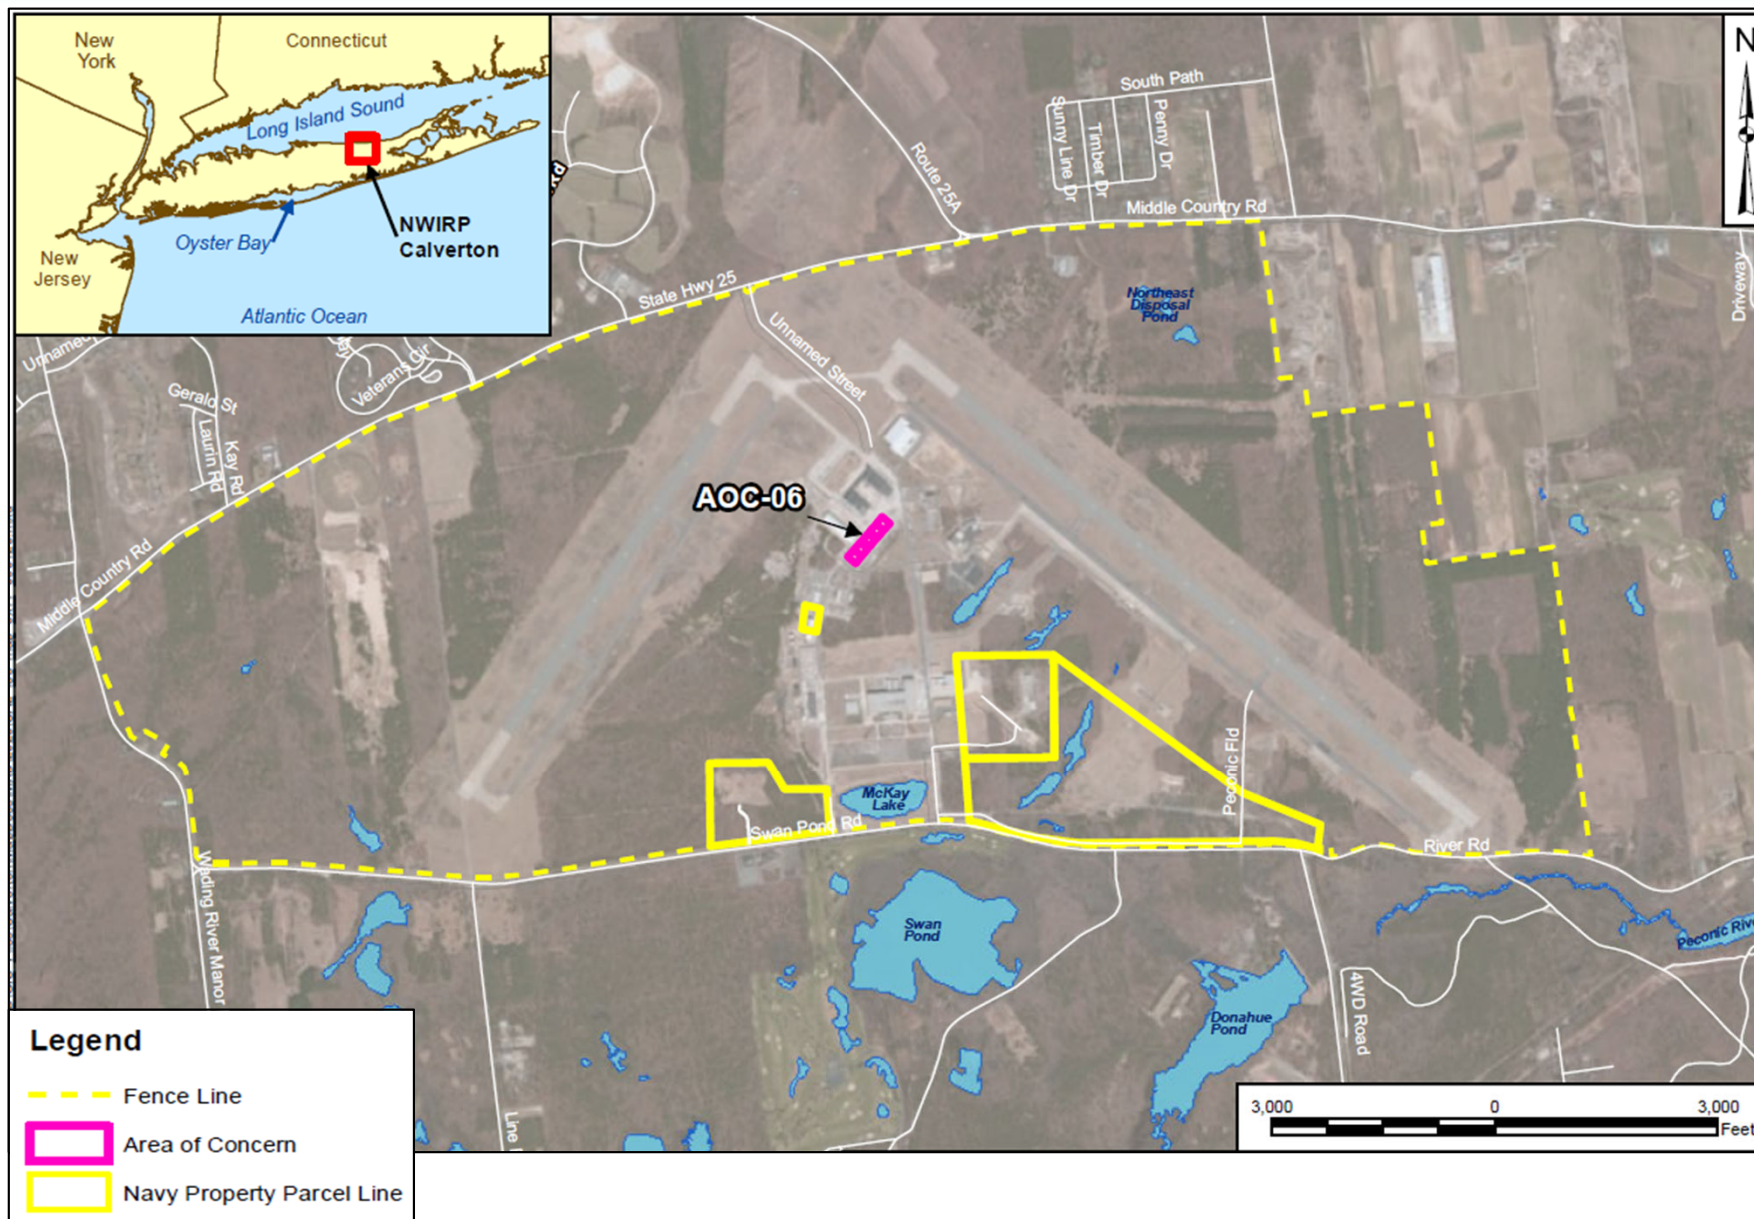 New
York
Connecticut
Long Island Sound
NWIRP
Calverton
Oyster Bay
New
Jersey
Atlantic Ocean
N
Rd
South Path
Sunny Line Dr
Timber Dr
Penny Dr
Route 25A
Middle Country Rd
State Hwy 25
Northeast
Disposal
Pond
Driveway
Unnamed
Veterans Cir
Unnamed Street
Gerald St
Laurin Rd
Kay Rd
AOC-06
Middle Country Rd
Peconic Fld
McKay
Lake
Swan Pond Rd
River Rd
Wading River Manor
Swan
Pond
Peconic Rive
4WD Road
Donahue
Pond
Line
Legend
Fence Line
Area of Concern
Navy Property Parcel Line
3,000
0
3,000
Feet